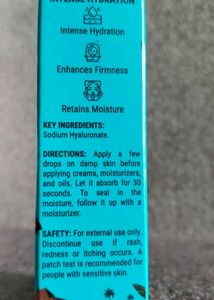 INTENSE HYDRATION
Intense Hydration
Enhances Firmness
Retains Moisture
KEY INGREDIENTS:
Sodium Hyaluronate.
DIRECTIONS: Apply a few
drops on damp skin before
applying creama, moisturizers,
and oils. Let it absorb for 30
seconds. To seal in the
moisture, follow it up with a
moisturizer.
SAFETY: For external use only.
Discontinue use if rash,
redness or itching occurs. A
patch test is recommended for
people with sensitive skin.